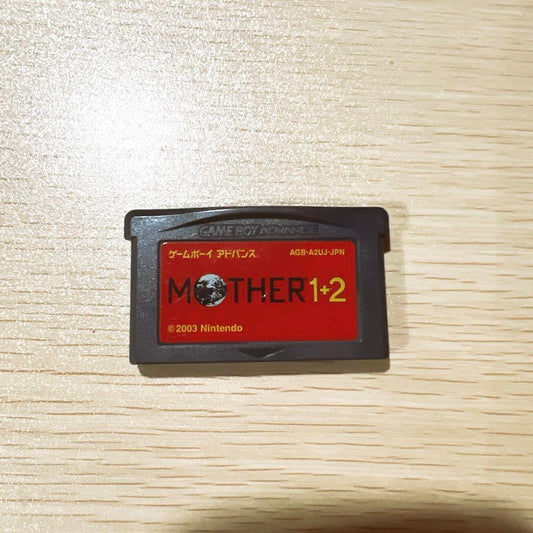 GAME BOY ADVANCE
ゲームボーイ アドバンス® AGB-A2UJ-JPN
MOTHER1+2
©2003 Nintendo